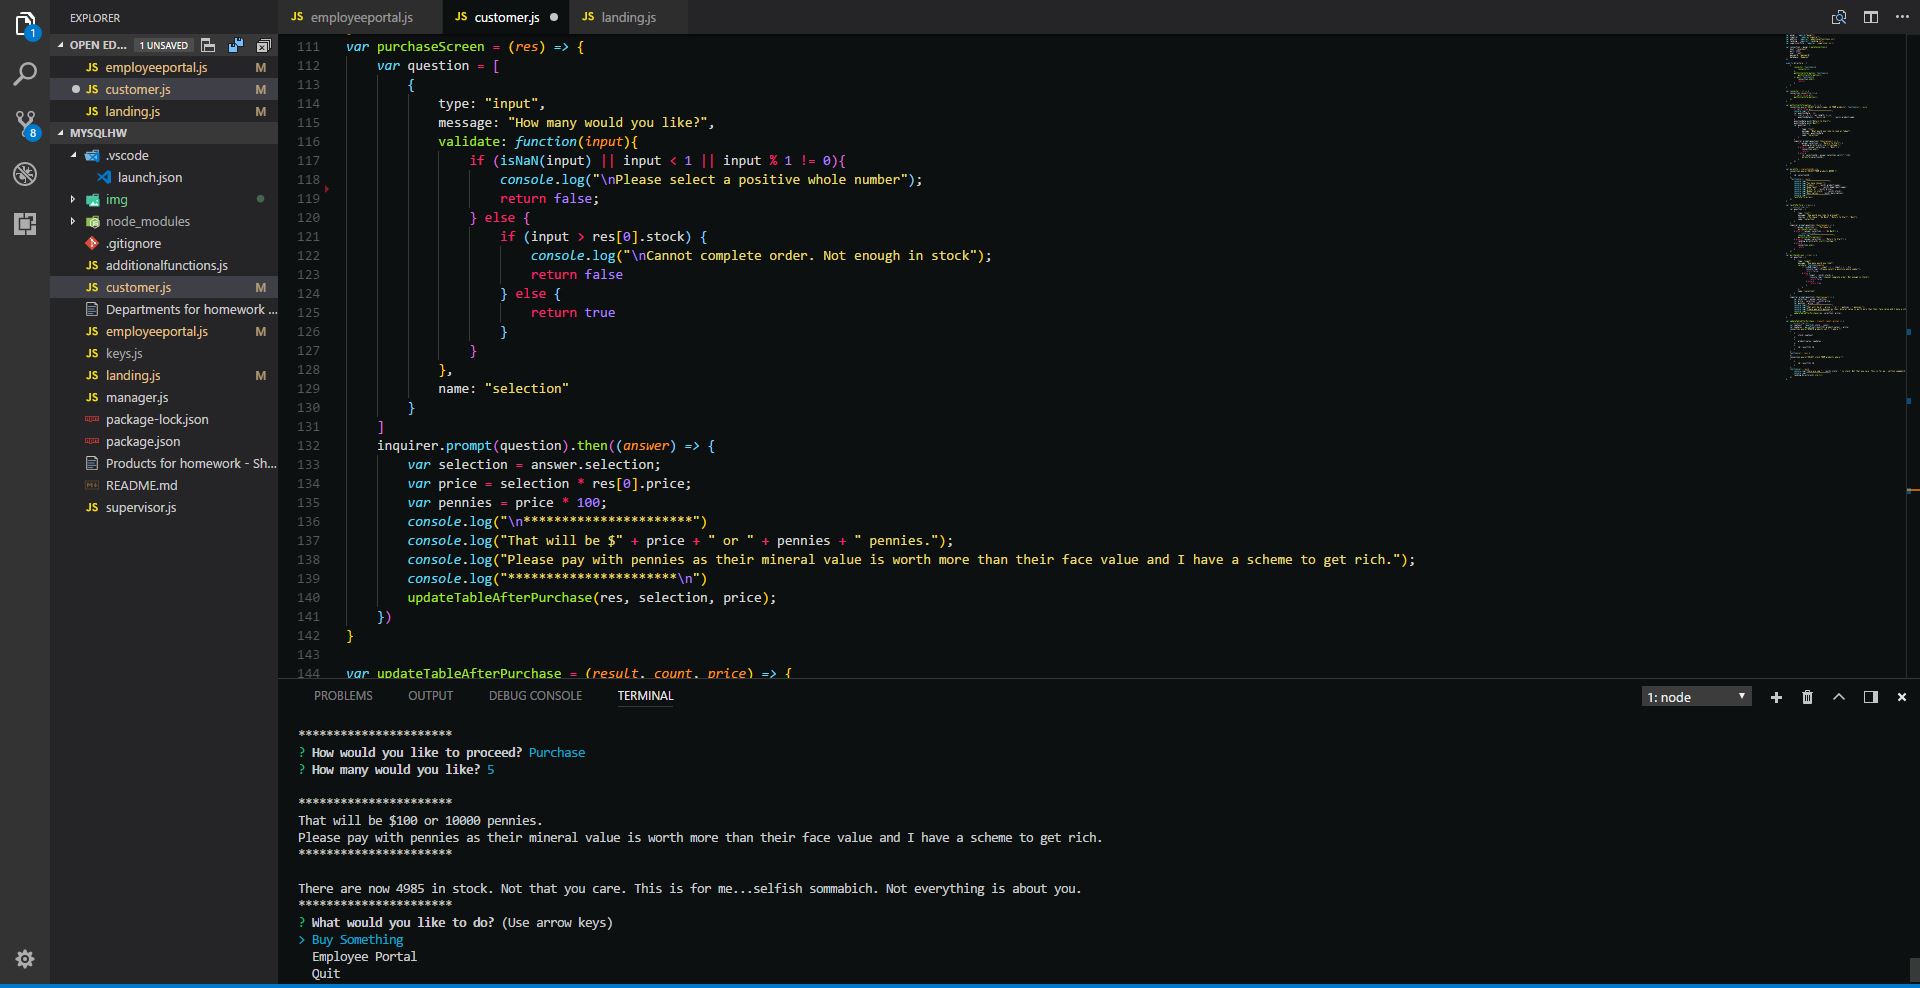 EXPLORER
OPEN ED... 1 UNSAVED
JS employeeportal.js M
JS customer.js M
JS landing.js M
MYSQLHW
.vscode
launch.json
img
node_modules
.gitignore
JS additionalfunctions.js
JS customer.js M
Departments for homework ...
JS employeeportal.js M
JS keys.js
JS landing.js M
JS manager.js
package-lock.json
package.json
Products for homework - Sh...
README.md
JS supervisor.js
1
8
JS employeeportal.js JS customer.js JS landing.js
111 var purchaseScreen = (res) => {
112 var question = [
113 {
114 type: "input",
115 message: "How many would you like?",
116 validate: function(input){
117 if (isNaN(input) || input < 1 || input % 1 != 0){
118 console.log("\nPlease select a positive whole number");
119 return false;
120 } else {
121 if (input > res[0].stock) {
122 console.log("\nCannot complete order. Not enough in stock");
123 return false
124 } else {
125 return true
126 }
127 }
128 },
129 name: "selection"
130 }
131 ]
132 inquirer.prompt(question).then((answer) => {
133 var selection = answer.selection;
134 var price = selection * res[0].price;
135 var pennies = price * 100;
136 console.log("\n**********************")
137 console.log("That will be $" + price + " or " + pennies + " pennies.");
138 console.log("Please pay with pennies as their mineral value is worth more than their face value and I have a scheme to get rich.");
139 console.log("**********************\n")
140 updateTableAfterPurchase(res, selection, price);
141 })
142 }
143
144 var updateTableAfterPurchase = (result, count, price) => {
PROBLEMS OUTPUT DEBUG CONSOLE TERMINAL 1: node
**********************
? How would you like to proceed? Purchase
? How many would you like? 5
**********************
That will be $100 or 10000 pennies.
Please pay with pennies as their mineral value is worth more than their face value and I have a scheme to get rich.
**********************
There are now 4985 in stock. Not that you care. This is for me...selfish sommabich. Not everything is about you.
**********************
? What would you like to do? (Use arrow keys)
> Buy Something
Employee Portal
Quit